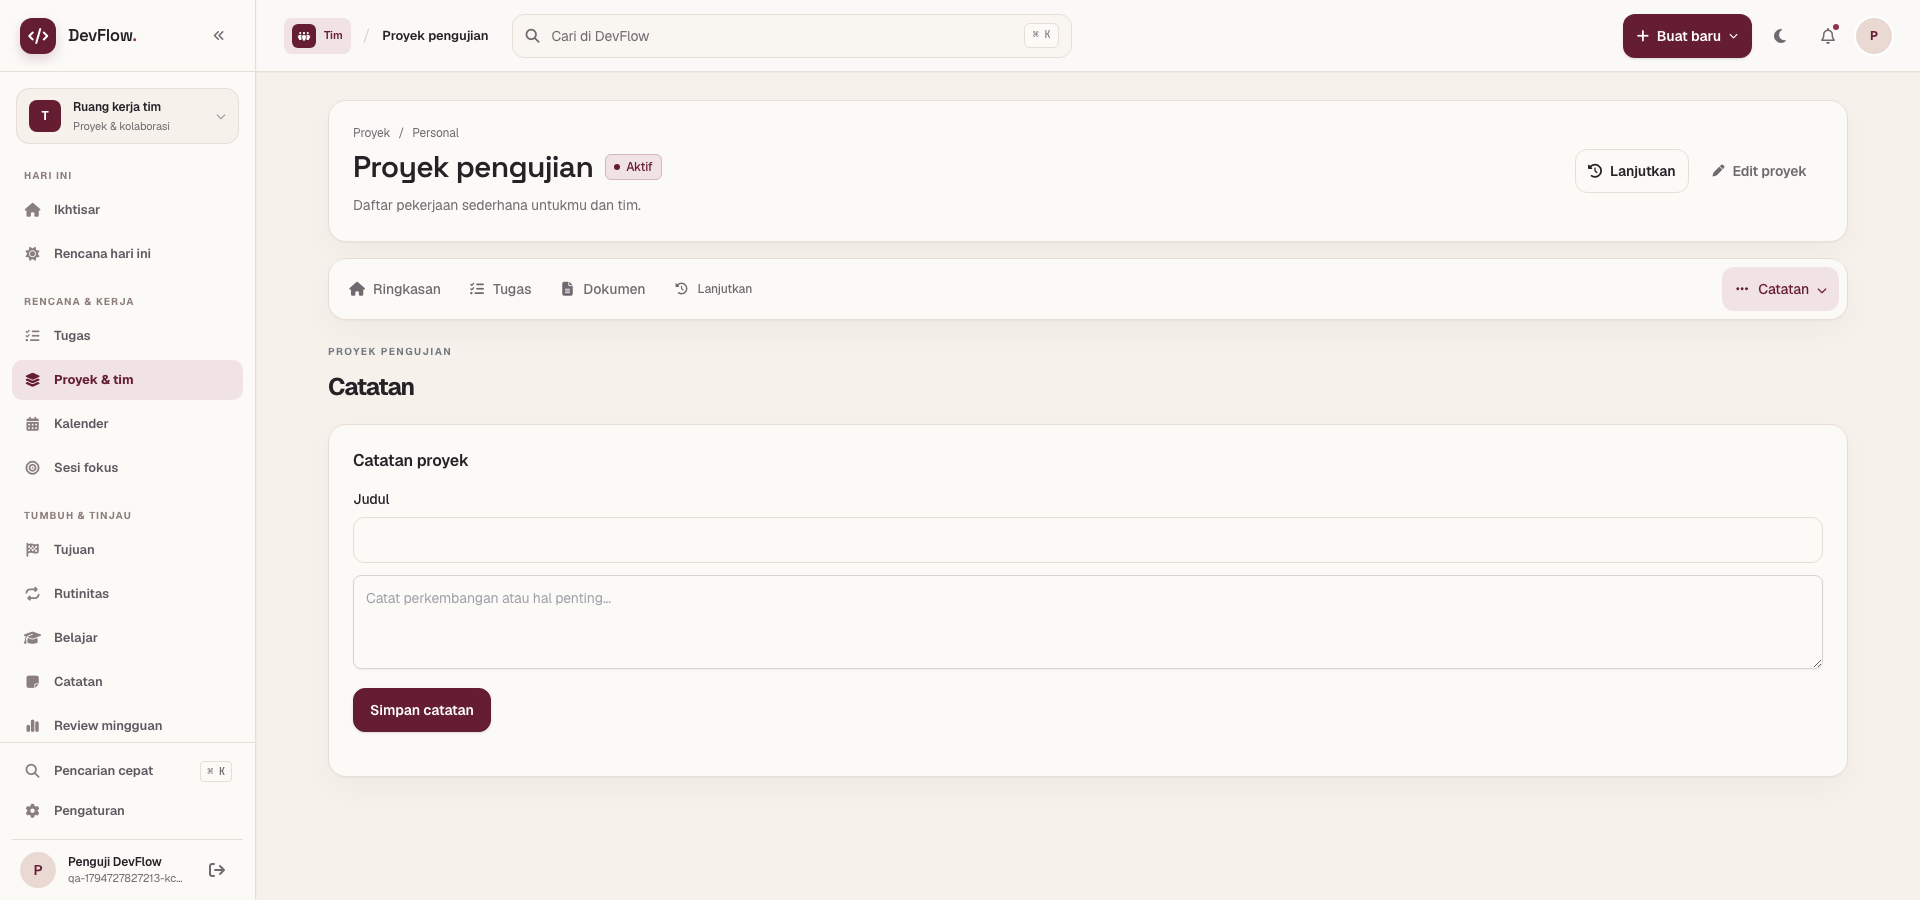 DevFlow.
Ruang kerja tim
Proyek & kolaborasi
T
HARI INI
Ikhtisar
Rencana hari ini
RENCANA & KERJA
Tugas
Proyek & tim
Kalender
Sesi fokus
TUMBUH & TINJAU
Tujuan
Rutinitas
Belajar
Catatan
Review mingguan
Pencarian cepat ⌘ K
Pengaturan
P
Penguji DevFlow
qa-1794727827213-kc...
Tim / Proyek pengujian
Cari di DevFlow ⌘ K
+ Buat baru
P
Proyek / Personal
Proyek pengujian
Aktif
Daftar pekerjaan sederhana untukmu dan tim.
Lanjutkan
Edit proyek
Ringkasan
Tugas
Dokumen
Lanjutkan
Catatan
PROYEK PENGUJIAN
Catatan
Catatan proyek
Judul
Catat perkembangan atau hal penting...
Simpan catatan